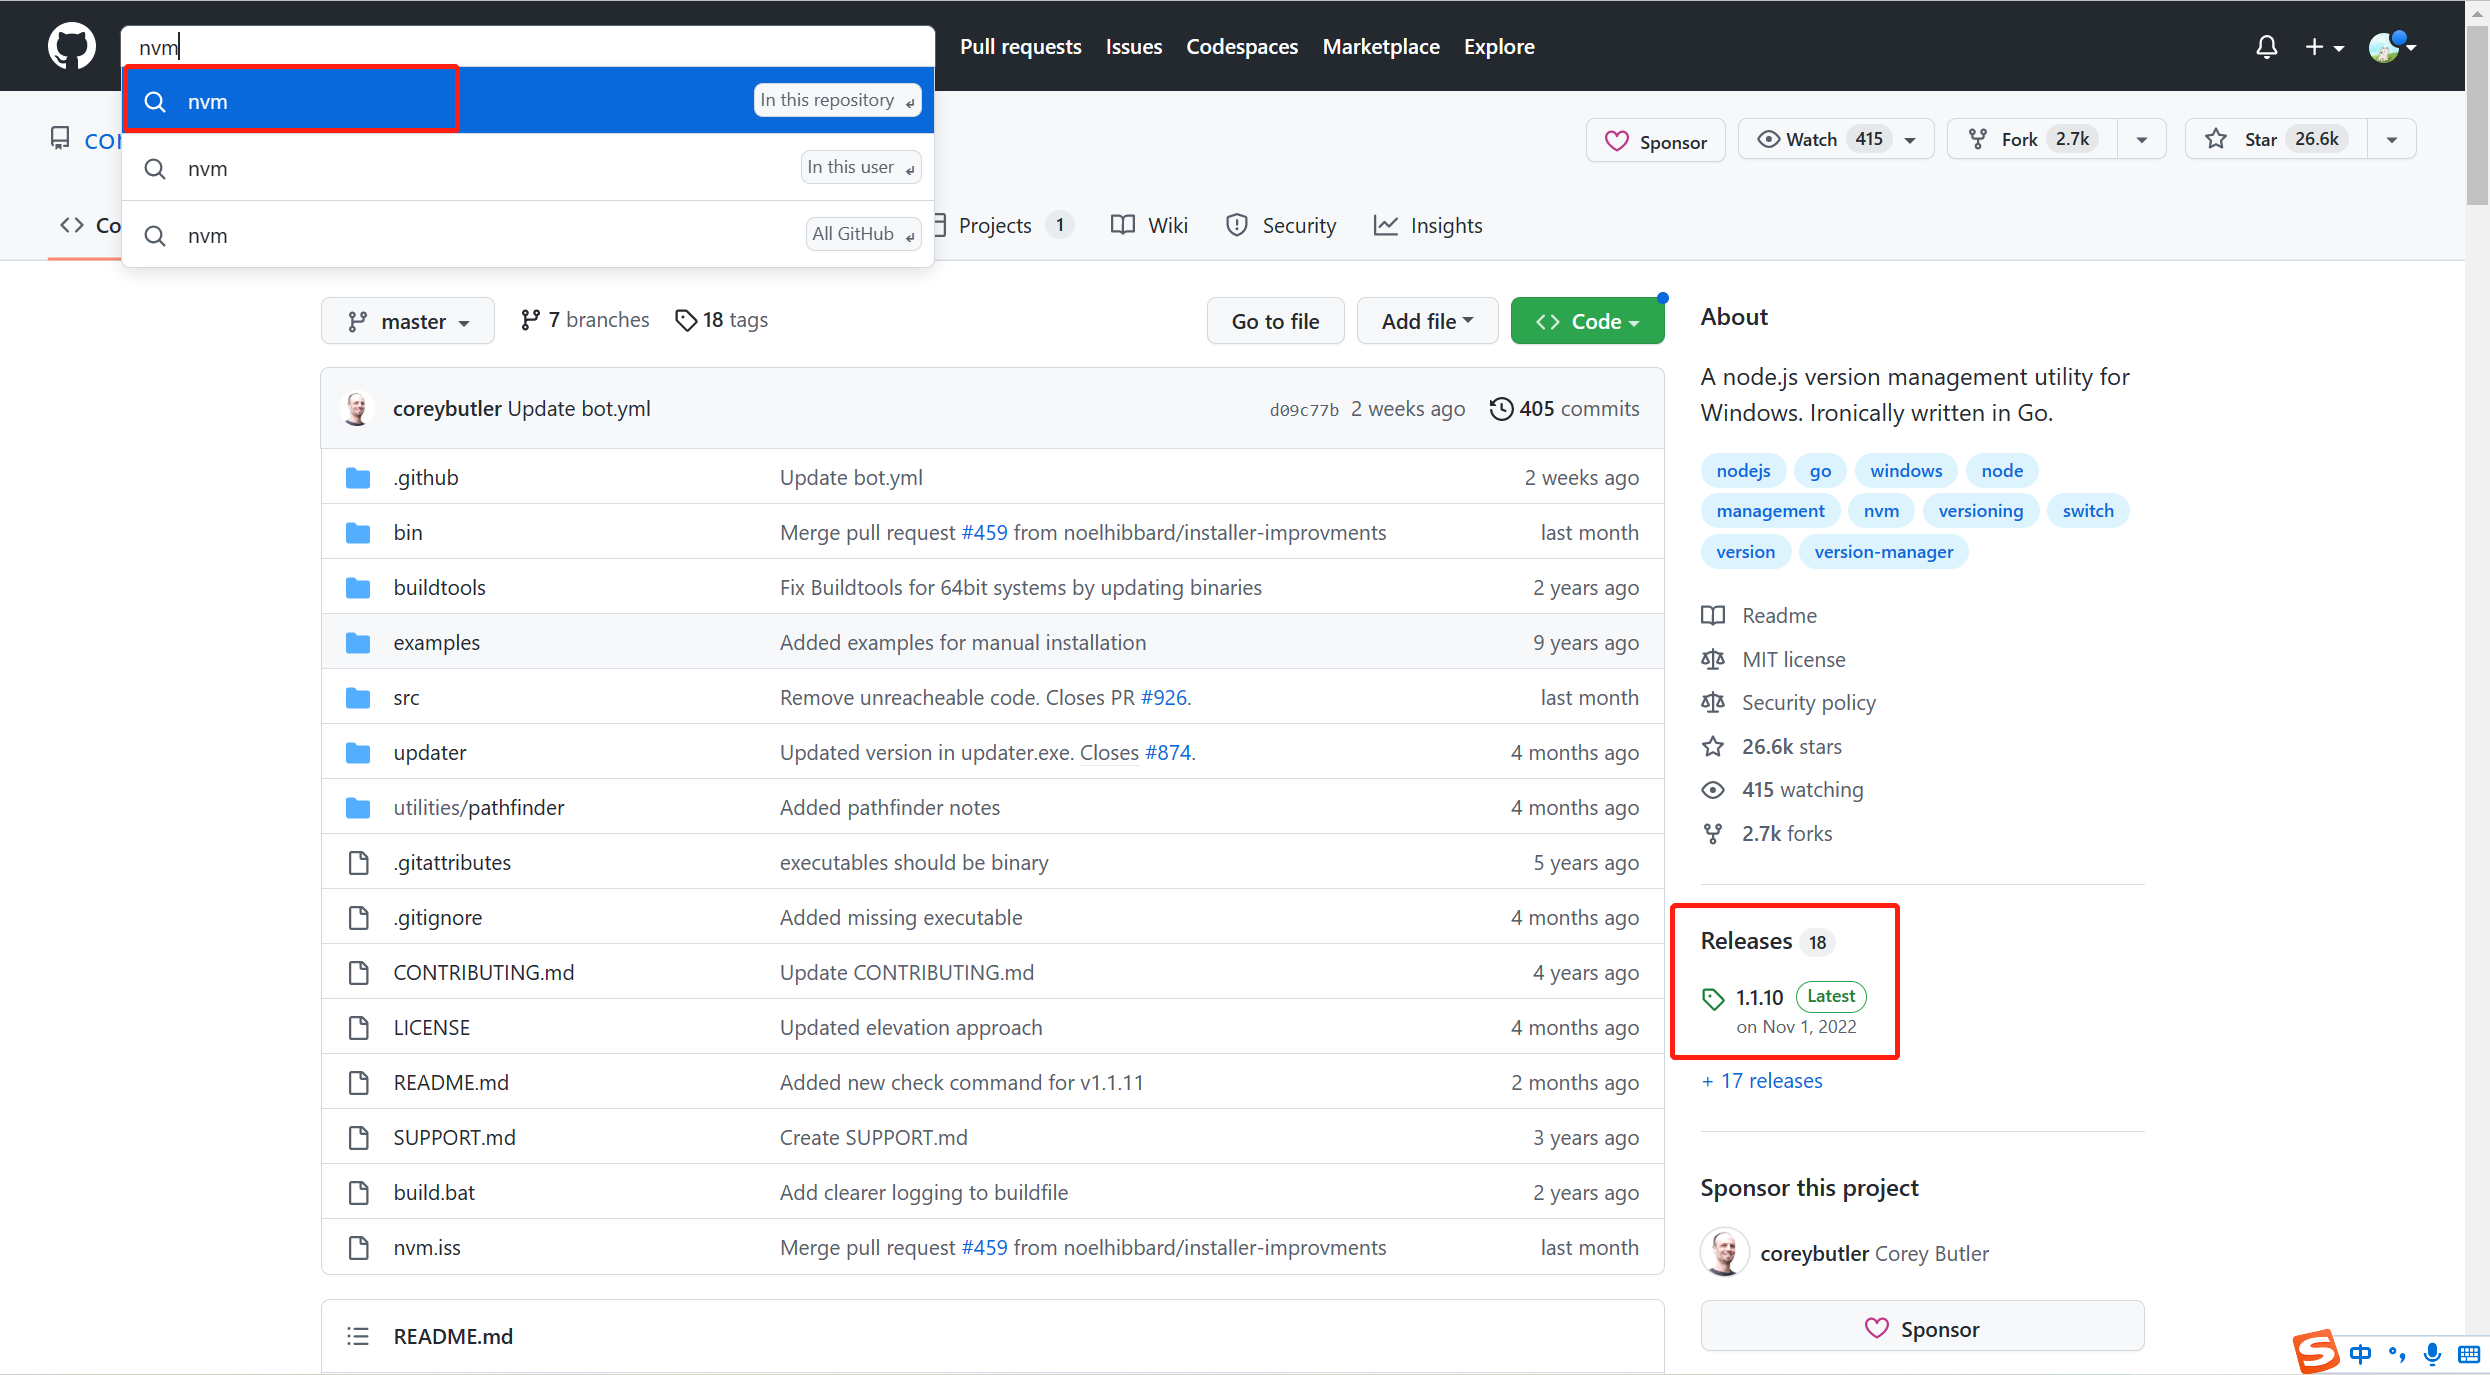 nvm
Pull requests Issues Codespaces Marketplace Explore
nvm In this repository
nvm In this user
nvm All GitHub
Sponsor Watch 415 Fork 2.7k Star 26.6k
Co Projects 1 Wiki Security Insights
master 7 branches 18 tags Go to file Add file Code
coreybutler Update bot.yml d09c77b 2 weeks ago 405 commits
.github Update bot.yml 2 weeks ago
bin Merge pull request #459 from noelhibbard/installer-improvments last month
buildtools Fix Buildtools for 64bit systems by updating binaries 2 years ago
examples Added examples for manual installation 9 years ago
src Remove unreacheable code. Closes PR #926. last month
updater Updated version in updater.exe. Closes #874. 4 months ago
utilities/pathfinder Added pathfinder notes 4 months ago
.gitattributes executables should be binary 5 years ago
.gitignore Added missing executable 4 months ago
CONTRIBUTING.md Update CONTRIBUTING.md 4 years ago
LICENSE Updated elevation approach 4 months ago
README.md Added new check command for v1.1.11 2 months ago
SUPPORT.md Create SUPPORT.md 3 years ago
build.bat Add clearer logging to buildfile 2 years ago
nvm.iss Merge pull request #459 from noelhibbard/installer-improvments last month
README.md
About
A node.js version management utility for
Windows. Ironically written in Go.
nodejs go windows node
management nvm versioning switch
version version-manager
Readme
MIT license
Security policy
26.6k stars
415 watching
2.7k forks
Releases 18
1.1.10 Latest
on Nov 1, 2022
+ 17 releases
Sponsor this project
coreybutler Corey Butler
Sponsor
S 中